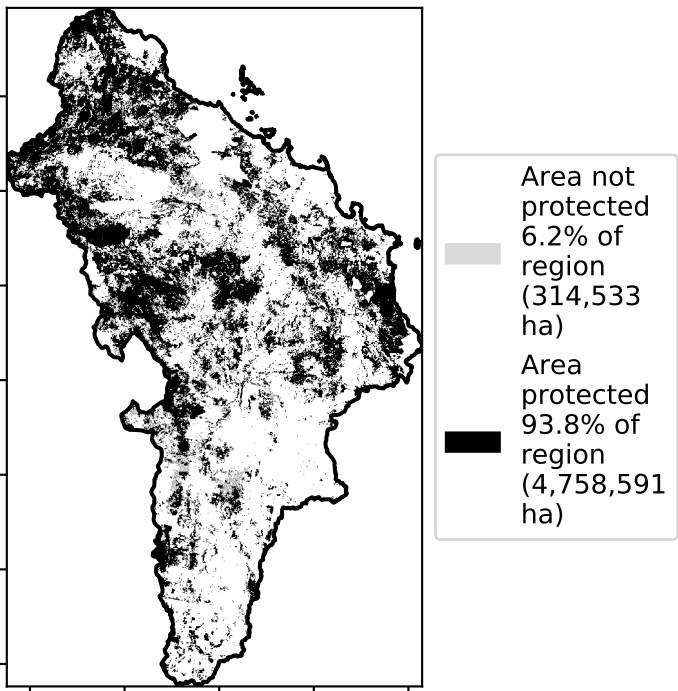 Area not
protected
6.2% of
region
(314,533
ha)
Area
protected
93.8% of
region
(4,758,591
ha)